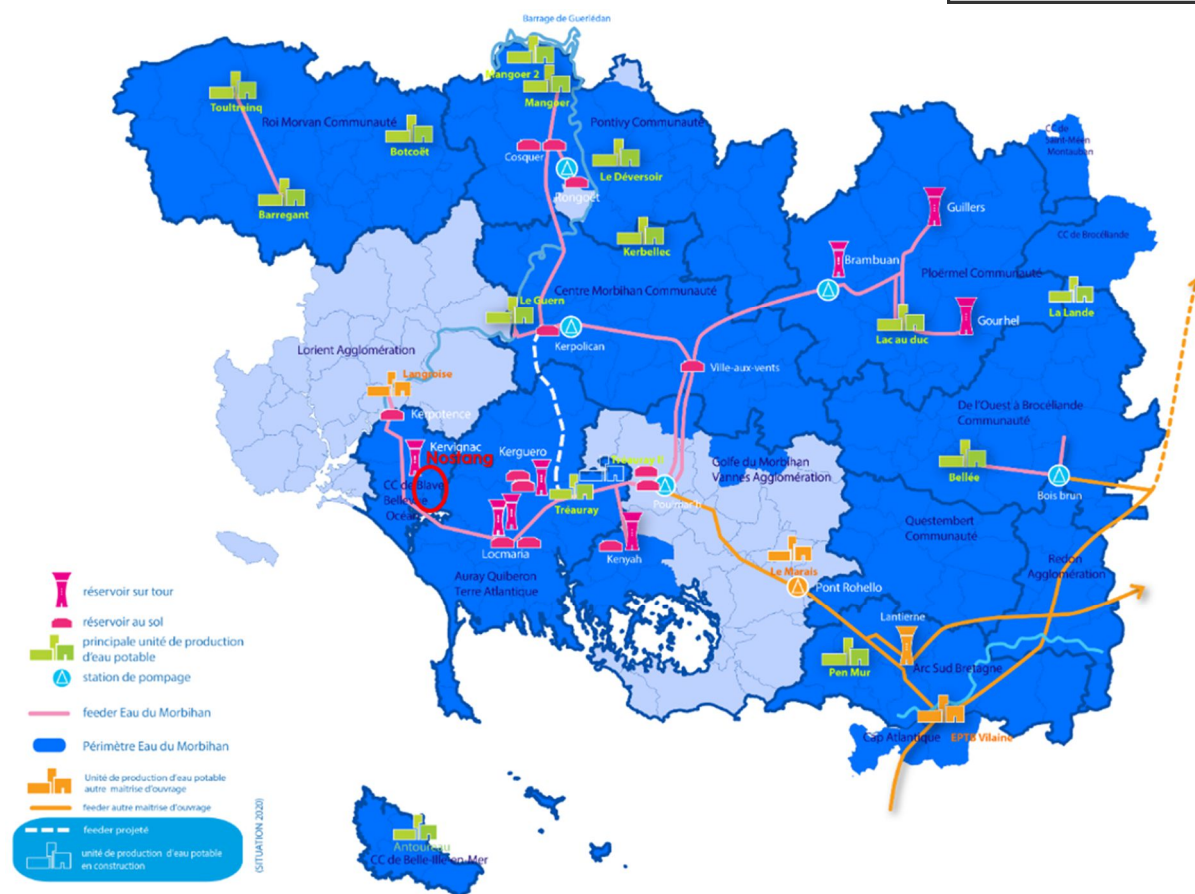 Barrage de Guerlédan
Mangoer 2
Mangoer
Toultreinq
Roi Morvan Communauté
Botcoët
Barregant
Pontivy Communauté
Cosquer
Le Déversoir
Rongoët
Kerbellec
CC de
Saint-Méen
Montauban
Guillers
CC de Brocéliande
Brambuan
Ploërmel Communauté
La Lande
Centre Morbihan Communauté
Le Guern
Kerpolican
Lac au duc
Gourhel
Lorient Agglomération
Langroise
Ville-aux-vents
Kerpotence
De l'Ouest à Brocéliande
Communauté
Kervignac
Nostang
Kerguero
Tréauray II
Golfe du Morbihan
Vannes Agglomération
CC de Blavet
Bellevue
Océan
Tréauray
Bellée
Bois brun
Questembert
Communauté
Locmaria
Kenyah
Le Marais
Redon
Agglomération
Auray Quiberon
Terre Atlantique
Pont Rohello
Lantierne
Pen Mur
Arc Sud Bretagne
Cap Atlantique
EPTB Vilaine
Antoureau
CC de Belle-Ille-en-Mer
réservoir sur tour
réservoir au sol
principale unité de production
d'eau potable
station de pompage
feeder Eau du Morbihan
Périmètre Eau du Morbihan
Unité de production d'eau potable
autre maitrise d'ouvrage
feeder autre maitrise d'ouvrage
feeder projeté
unité de production d'eau potable
en construction
(SITUATION 2020)